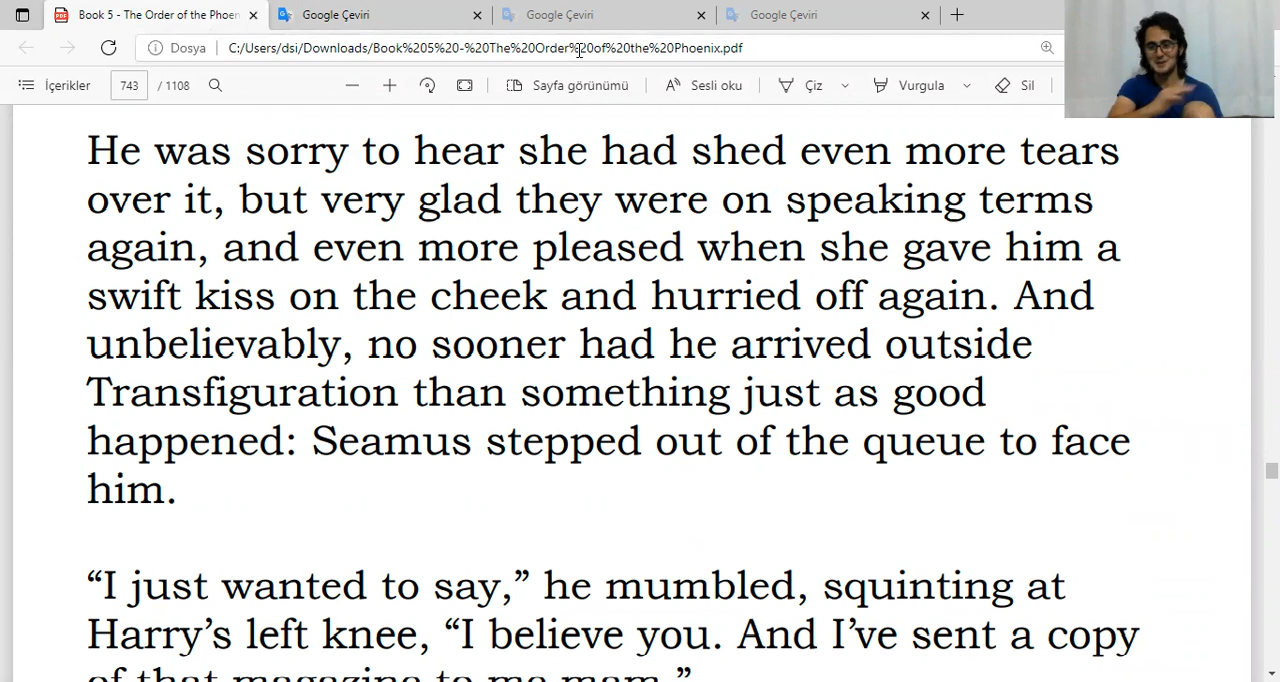 Book 5 - The Order of the Phoen
Google Çeviri
Google Çeviri
Google Çeviri
Dosya
C:/Users/dsi/Downloads/Book%205%20-%20The%20Order%20of%20the%20Phoenix.pdf
İçerikler
743
/ 1108
Sayfa görünümü
Sesli oku
Çiz
Vurgula
Sil
He was sorry to hear she had shed even more tears
over it, but very glad they were on speaking terms
again, and even more pleased when she gave him a
swift kiss on the cheek and hurried off again. And
unbelievably, no sooner had he arrived outside
Transfiguration than something just as good
happened: Seamus stepped out of the queue to face
him.
“I just wanted to say,” he mumbled, squinting at
Harry’s left knee, “I believe you. And I’ve sent a copy
of that magazine to me mam.”